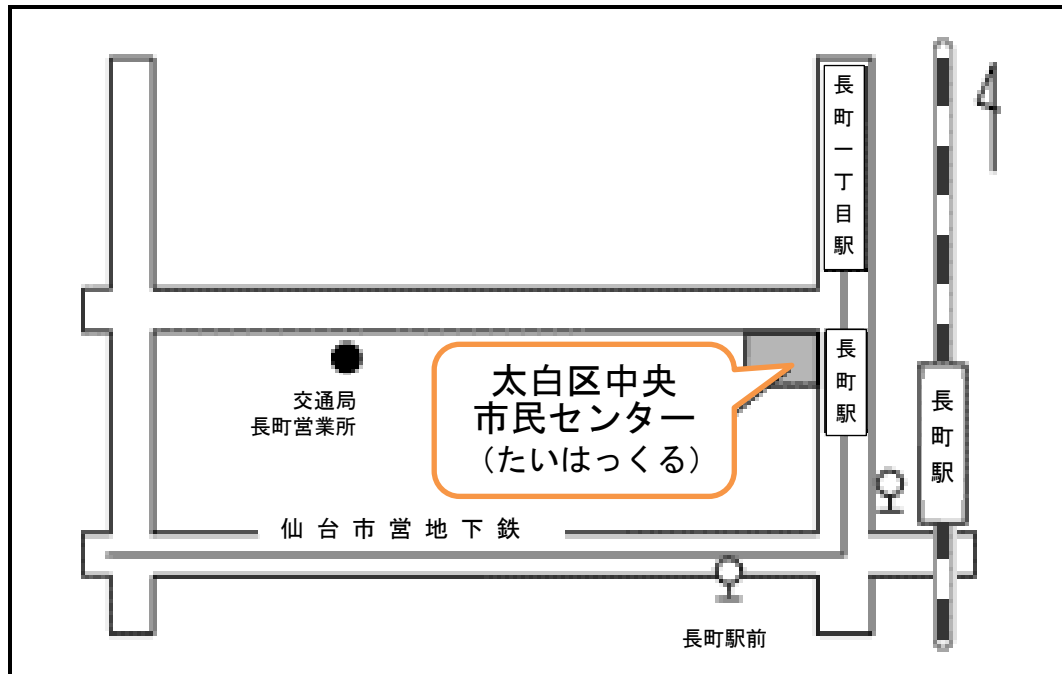 長町一丁目駅
長町駅
長町駅
交通局
長町営業所
太白区中央
市民センター
（たいはっくる）
仙台市営地下鉄
長町駅前